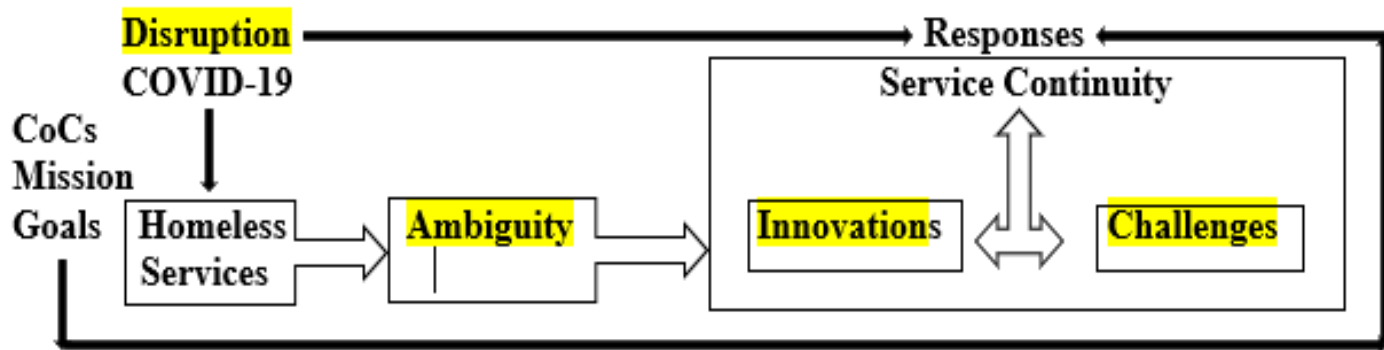 Disruption
COVID-19
Responses
Service Continuity
CoCs
Mission
Goals
Homeless
Services
Ambiguity
Innovations
Challenges